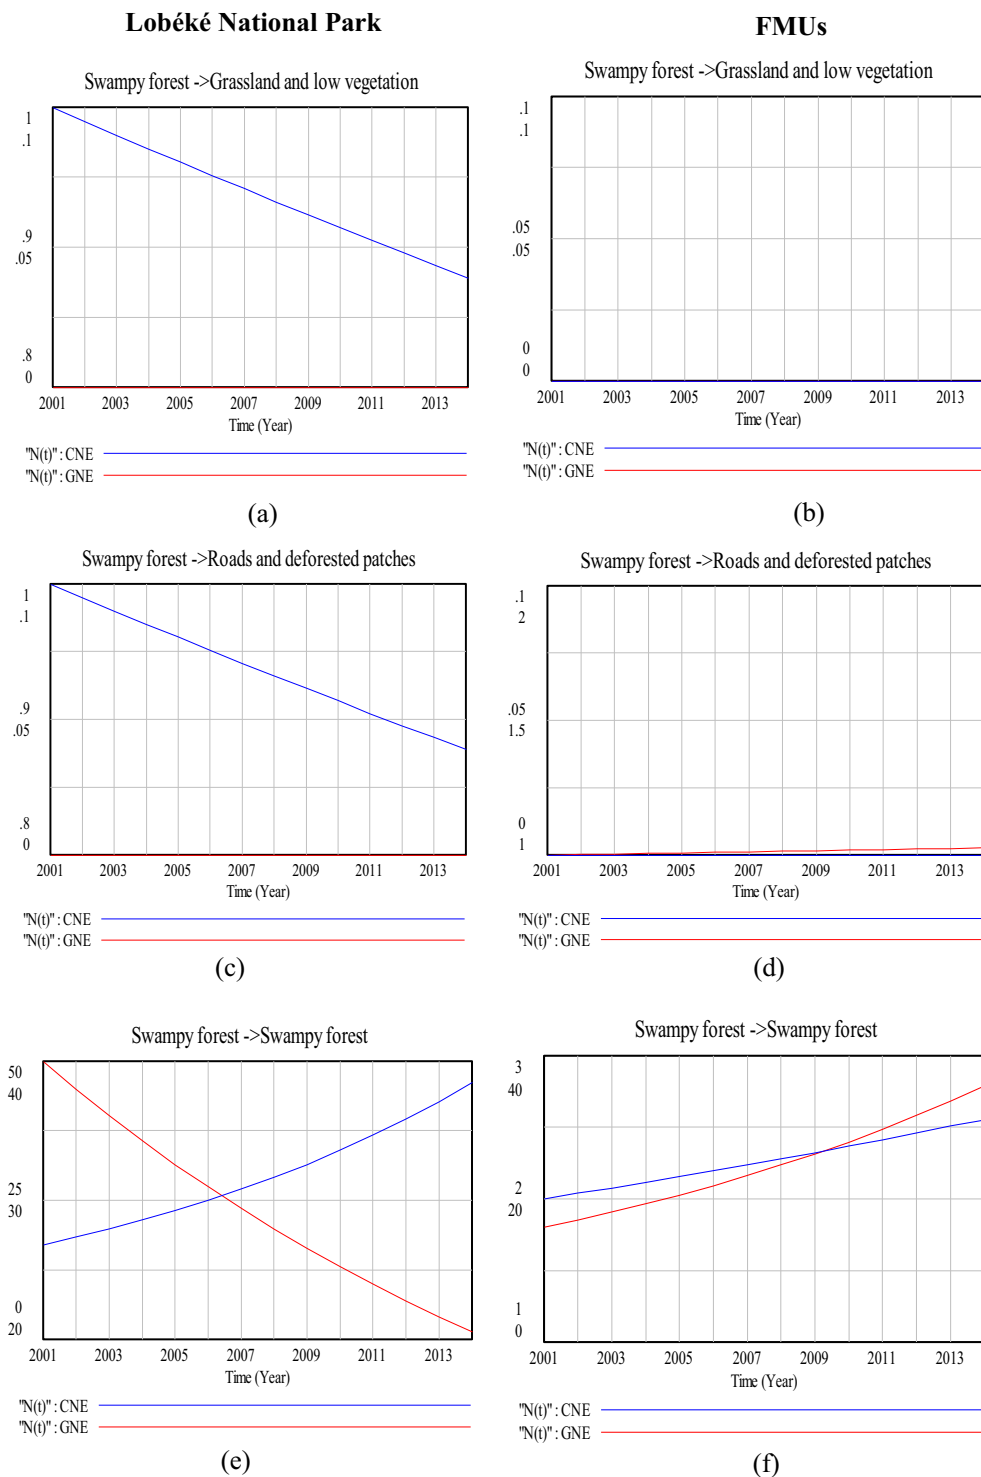 Lobéké National Park
FMUs
Swampy forest ->Grassland and low vegetation
1
.1
.9
.05
.8
0
2001 2003 2005 2007 2009 2011 2013
Time (Year)
"N(t)" : CNE
"N(t)" : GNE
(a)
Swampy forest ->Grassland and low vegetation
.1
.1
.05
.05
0
0
2001 2003 2005 2007 2009 2011 2013
Time (Year)
"N(t)" : CNE
"N(t)" : GNE
(b)
Swampy forest ->Roads and deforested patches
1
.1
.9
.05
.8
0
2001 2003 2005 2007 2009 2011 2013
Time (Year)
"N(t)" : CNE
"N(t)" : GNE
(c)
Swampy forest ->Roads and deforested patches
.1
2
.05
1.5
0
1
2001 2003 2005 2007 2009 2011 2013
Time (Year)
"N(t)" : CNE
"N(t)" : GNE
(d)
Swampy forest ->Swampy forest
50
40
25
30
0
20
2001 2003 2005 2007 2009 2011 2013
Time (Year)
"N(t)" : CNE
"N(t)" : GNE
(e)
Swampy forest ->Swampy forest
3
40
2
20
1
0
2001 2003 2005 2007 2009 2011 2013
Time (Year)
"N(t)" : CNE
"N(t)" : GNE
(f)